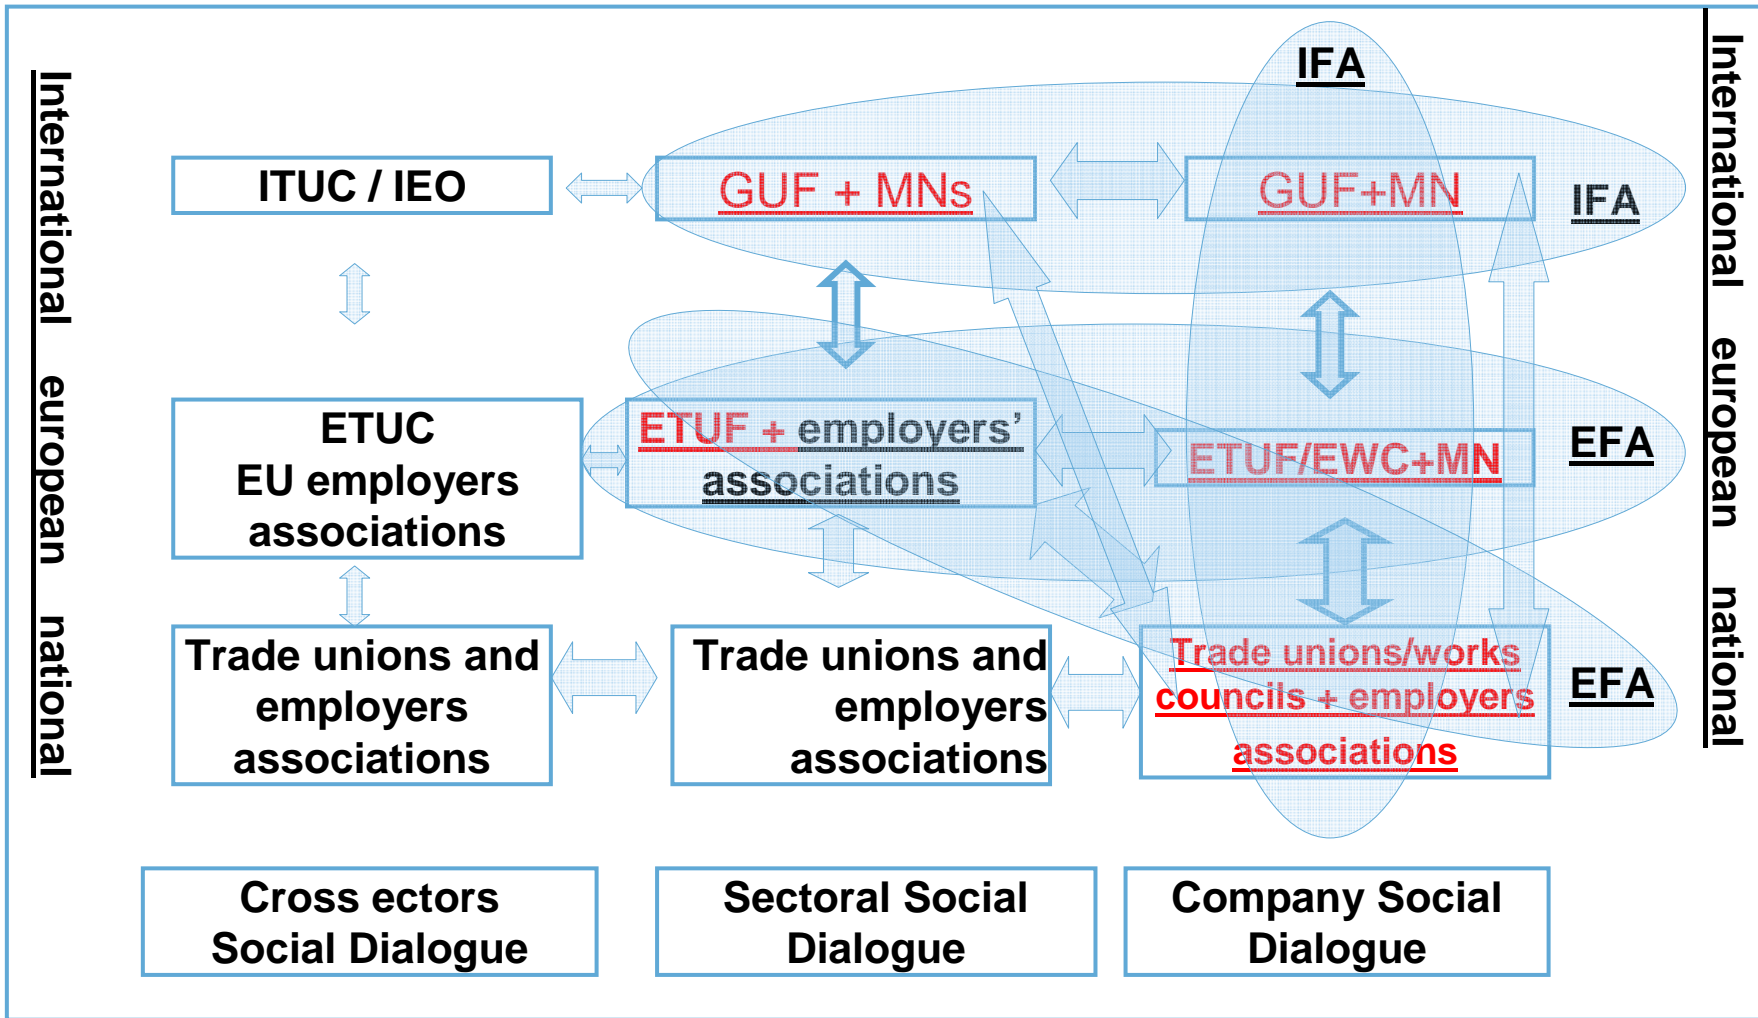 International european national
IFA
International european national
ITUC / IEO
GUF + MNs
GUF+MN
IFA
ETUC
EU employers
associations
ETUF + employers’
associations
ETUF/EWC+MN
EFA
Trade unions and
employers
associations
Trade unions and
employers
associations
Trade unions/works
councils + employers
associations
EFA
Cross ectors
Social Dialogue
Sectoral Social
Dialogue
Company Social
Dialogue